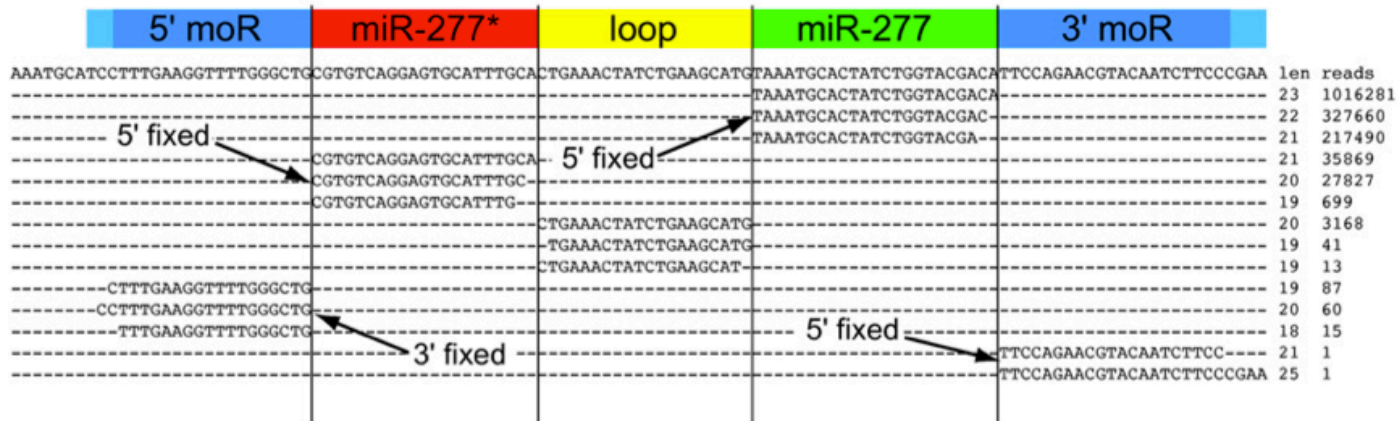 5' moR miR-277* loop miR-277 3' moR
AAATGCATCCTTTGAAGGTTTTGGGCTGCGTGTCAGGAGTGCATTTGCACTGAAACTATCTGAAGCATGTAAATGCACTATCTGGTACGACATTCCAGAACGTACAATCTTCCCGAA len reads
TAAATGCACTATCTGGTACGACA 23 1016281
TAAATGCACTATCTGGTACGAC 22 327660
5' fixed TAAATGCACTATCTGGTACGA 21 217490
CGTGTCAGGAGTGCATTTGCA 5' fixed 21 35869
CGTGTCAGGAGTGCATTTGC 20 27827
CGTGTCAGGAGTGCATTTG 19 699
CTGAAACTATCTGAAGCATG 20 3168
TGAAACTATCTGAAGCATG 19 41
CTGAAACTATCTGAAGCAT 19 13
CTTTGAAGGTTTTGGGCTG 19 87
CCTTTGAAGGTTTTGGGCTG 20 60
TTTGAAGGTTTTGGGCTG 5' fixed 18 15
3' fixed TTCCAGAACGTACAATCTTCC 21 1
TTCCAGAACGTACAATCTTCCCGAA 25 1